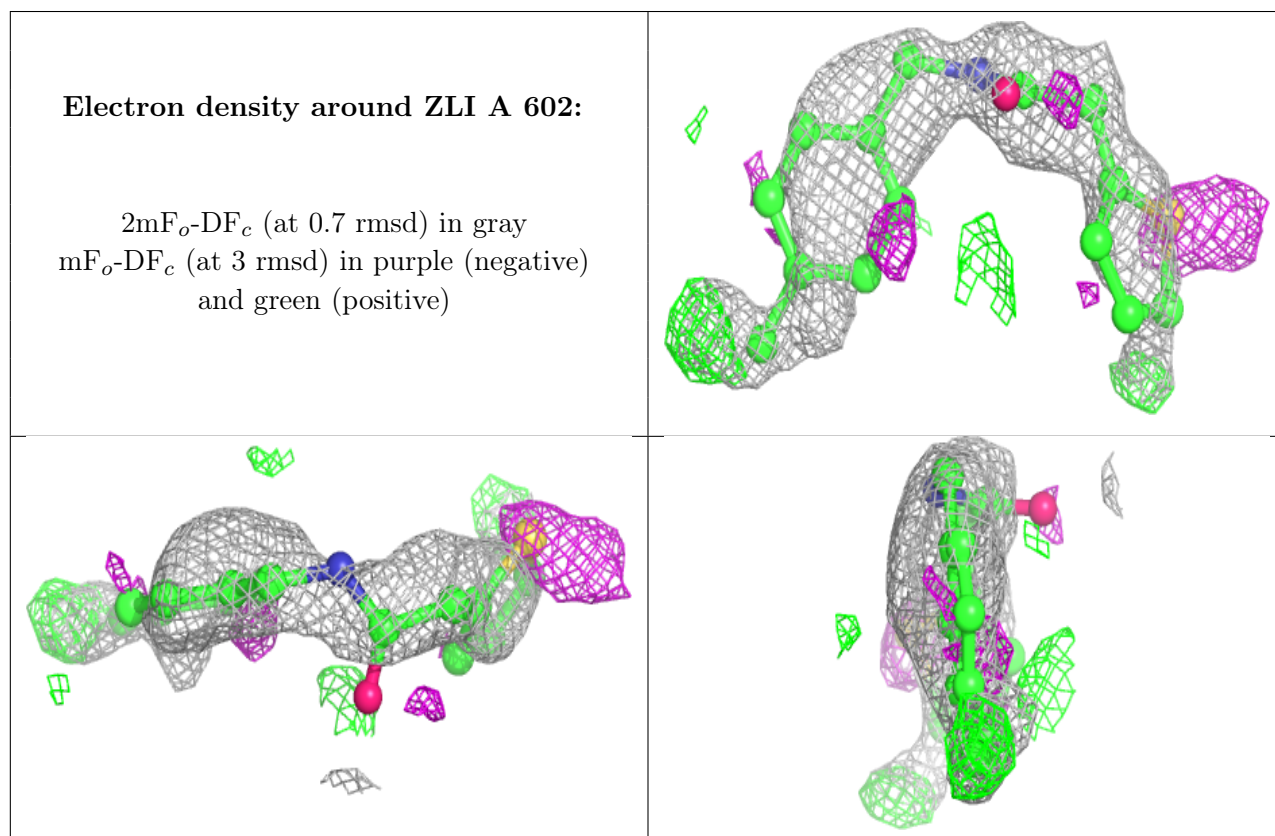 Electron density around ZLI A 602:
2mFo-DFc (at 0.7 rmsd) in gray
mFo-DFc (at 3 rmsd) in purple (negative)
and green (positive)